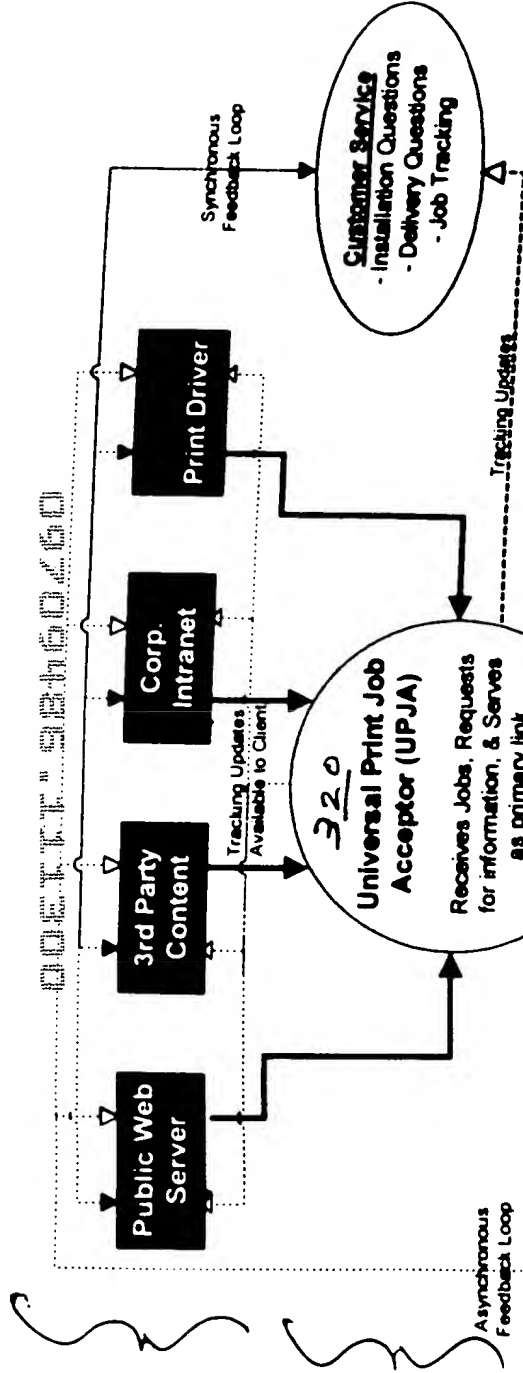 Public Web
Server
3rd Party
Content
Corp.
Intranet
Print Driver
Synchronous
Feedback Loop
Customer Service
- Installation Questions
- Delivery Questions
- Job Tracking
Tracking Updates
Available to Client
320
Universal Print Job
Acceptor (UPJA)
Receives Jobs, Requests
for information, & Serves
as primary link
Tracking Updates
Asynchronous
Feedback Loop